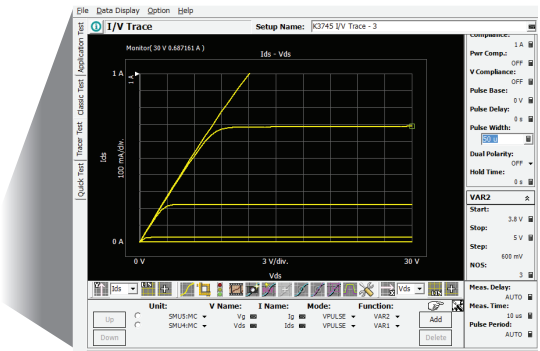 File Data Display Option Help
I/V Trace
Setup Name: K3745 I/V Trace - 3
Application Test
Classic Test
Tracer Test
Quick Test
Monitor( 30 V 0.687161 A )
Ids - Vds
1 A
1 A
Ids
100 mA/div.
0 A
0 V
3 V/div.
30 V
Vds
Compliance:
1 A
Pwr Comp.:
OFF
V Compliance:
OFF
Pulse Base:
0 V
Pulse Delay:
0 s
Pulse Width:
50 u
Dual Polarity:
OFF
Hold Time:
0 s
VAR2
Start:
3.8 V
Stop:
5 V
Step:
600 mV
NOS:
3
Meas. Delay:
AUTO
Meas. Time:
10 us
Pulse Period:
AUTO
Ids
Vds
Unit: V Name: I Name: Mode: Function:
Up SMU5:MC Vg Ig VPULSE VAR2 Add
Down SMU4:MC Vds Ids VPULSE VAR1 Delete